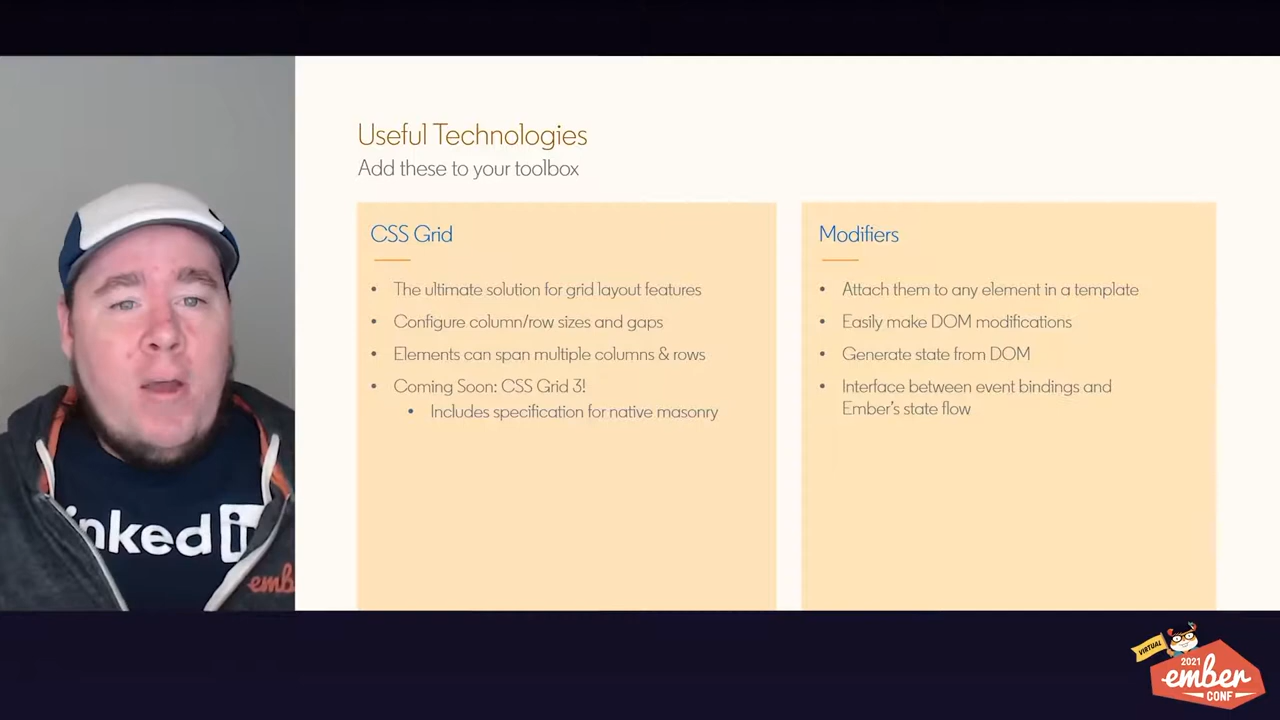 Useful Technologies
Add these to your toolbox
CSS Grid
• The ultimate solution for grid layout features
• Configure column/row sizes and gaps
• Elements can span multiple columns & rows
• Coming Soon: CSS Grid 3!
• Includes specification for native masonry
Modifiers
• Attach them to any element in a template
• Easily make DOM modifications
• Generate state from DOM
• Interface between event bindings and
Ember's state flow
inked in
emb
VIRTUAL
2021
ember
CONF